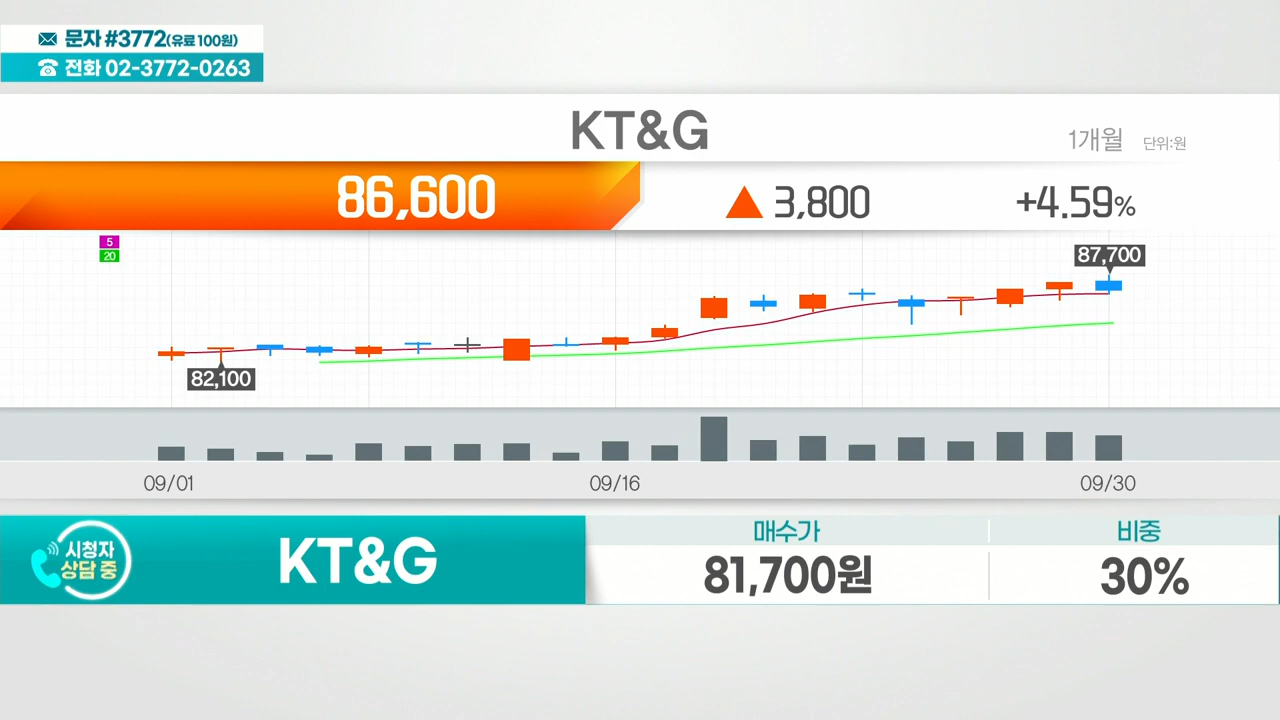 문자 #3772(유료 100원)
전화 02-3772-0263
KT&G
1개월 단위:원
86,600 ▲ 3,800 +4.59%
5
20
87,700
82,100
09/01 09/16 09/30
시청자
상담 중
KT&G
매수가 비중
81,700원 30%